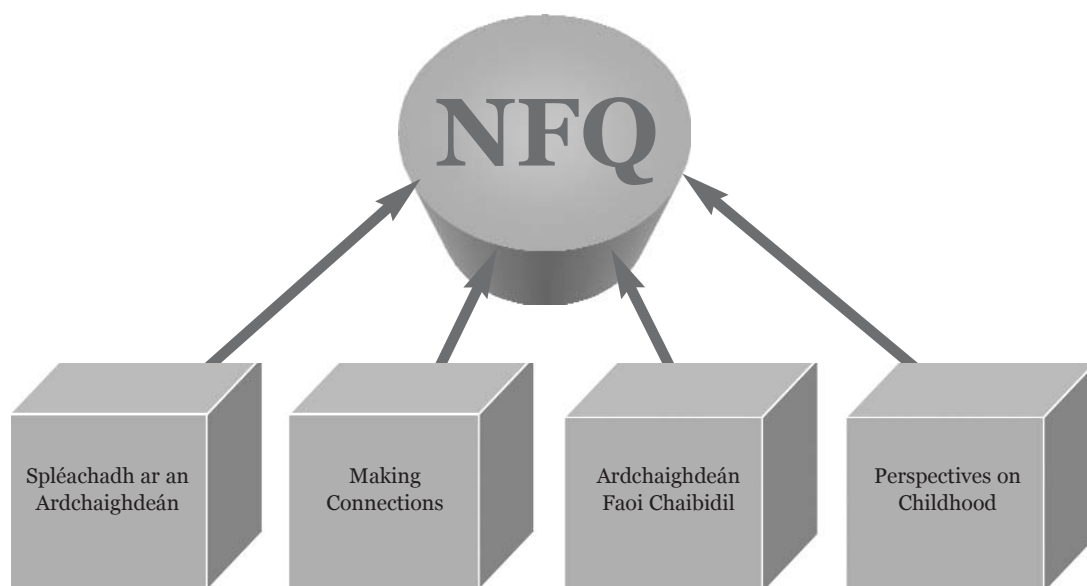 NFQ
Spléachadh ar an
Ardchaighdeán
Making
Connections
Ardchaighdeán
Faoi Chaibidil
Perspectives on
Childhood